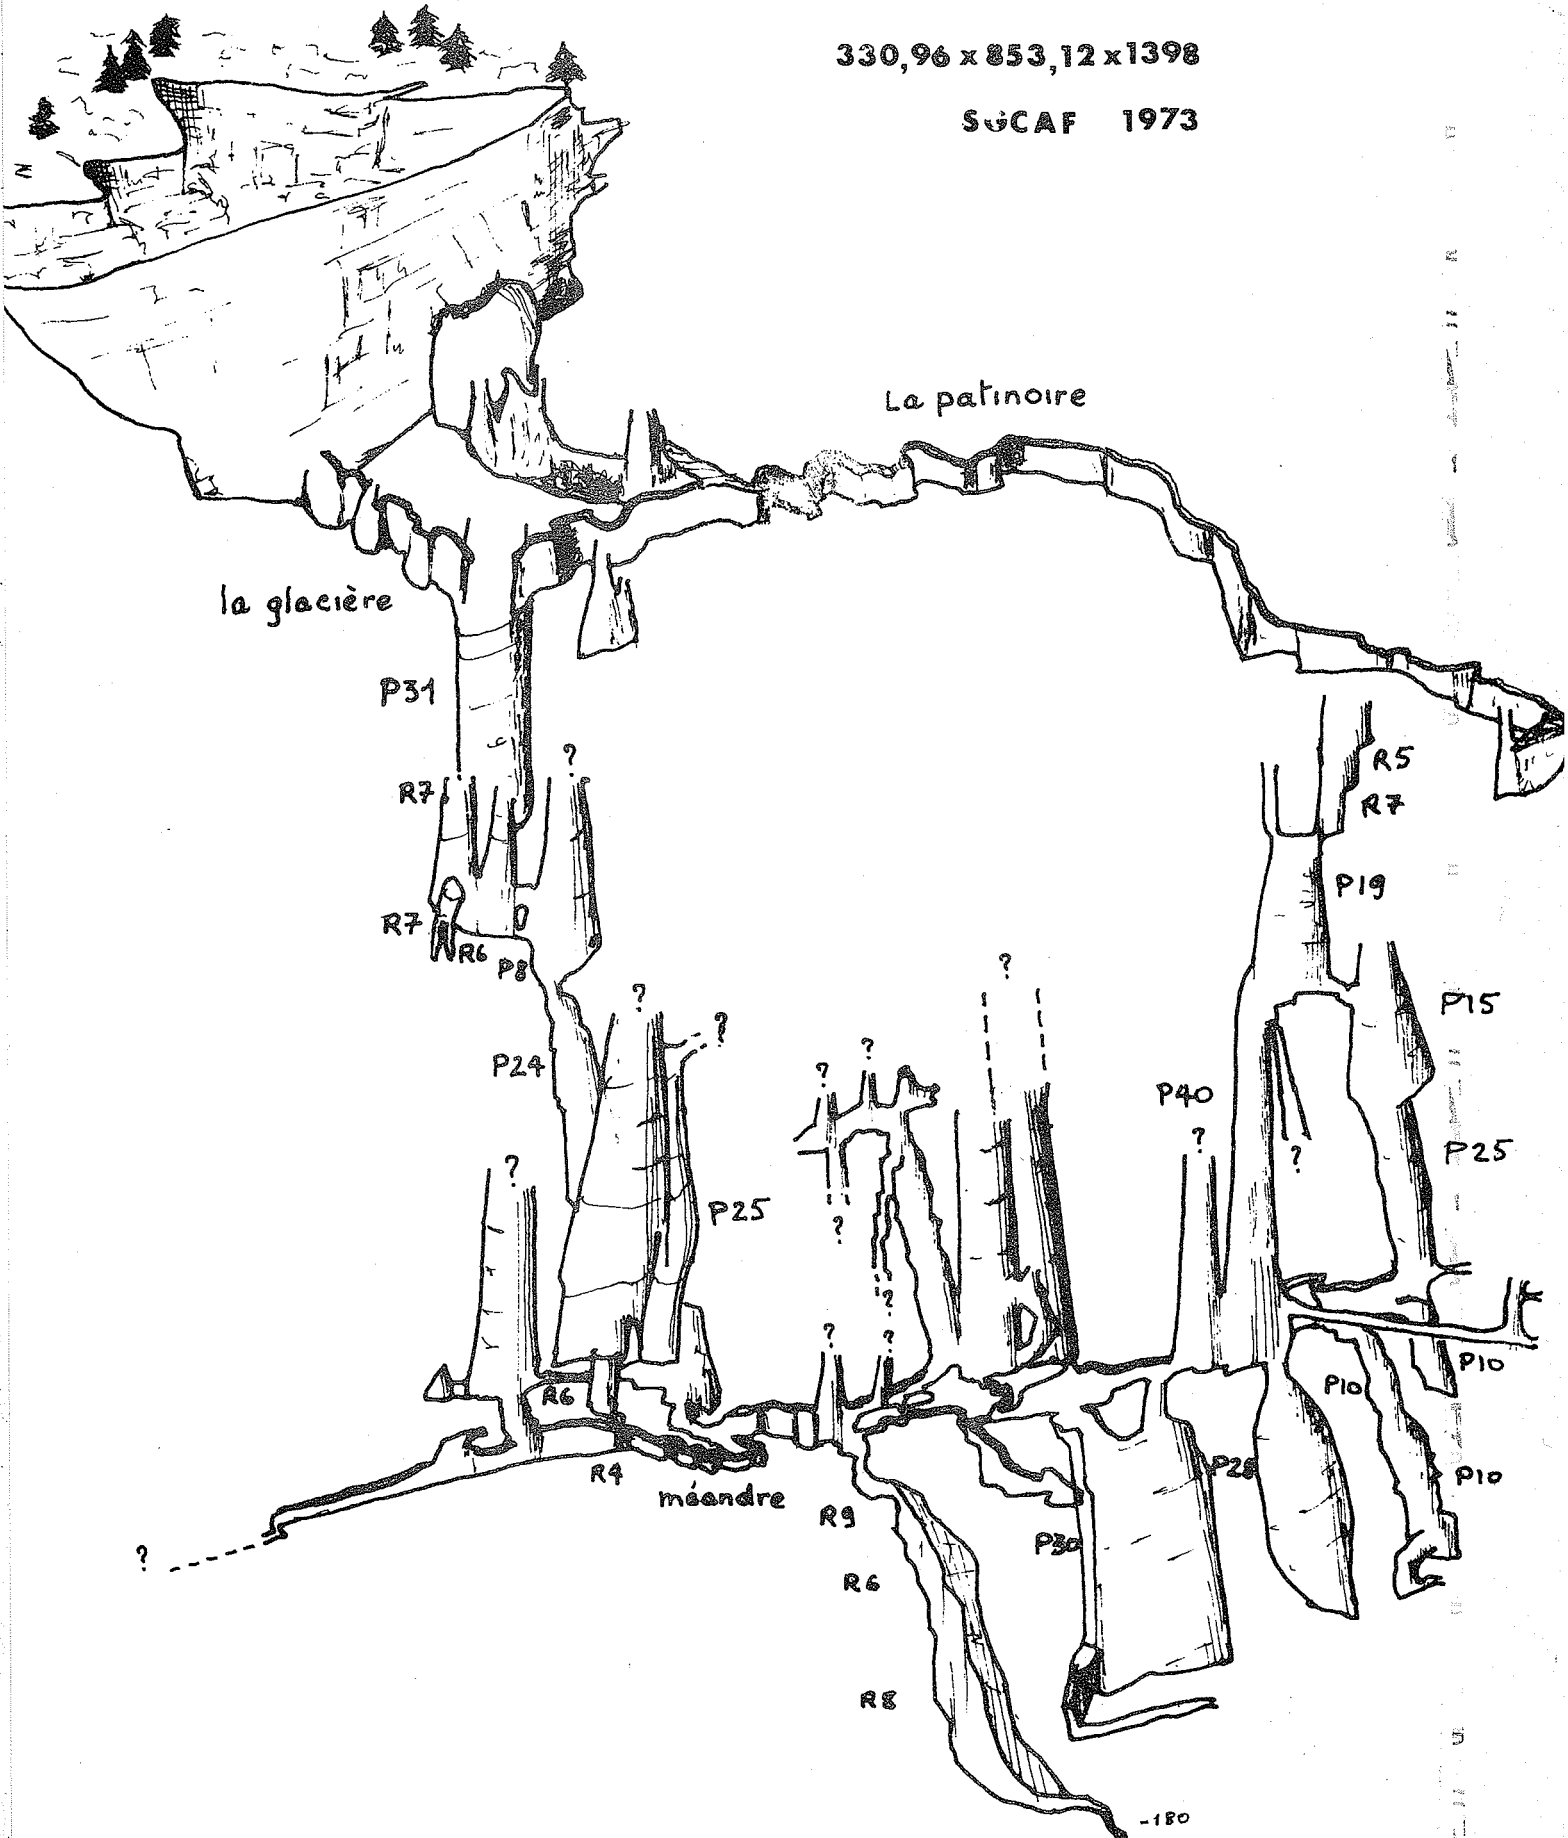 330,96 x 853,12 x 1398
SGCAF 1973
La patinoire
la glacière
P31
?
R5
R7
R7
P19
R7
R6
P8
?
?
P15
?
?
P24
?
?
P40
?
?
P25
?
P25
?
?
?
?
P10
R6
P10
R4
P28
P10
méandre
R9
P30
?
R6
R8
-180